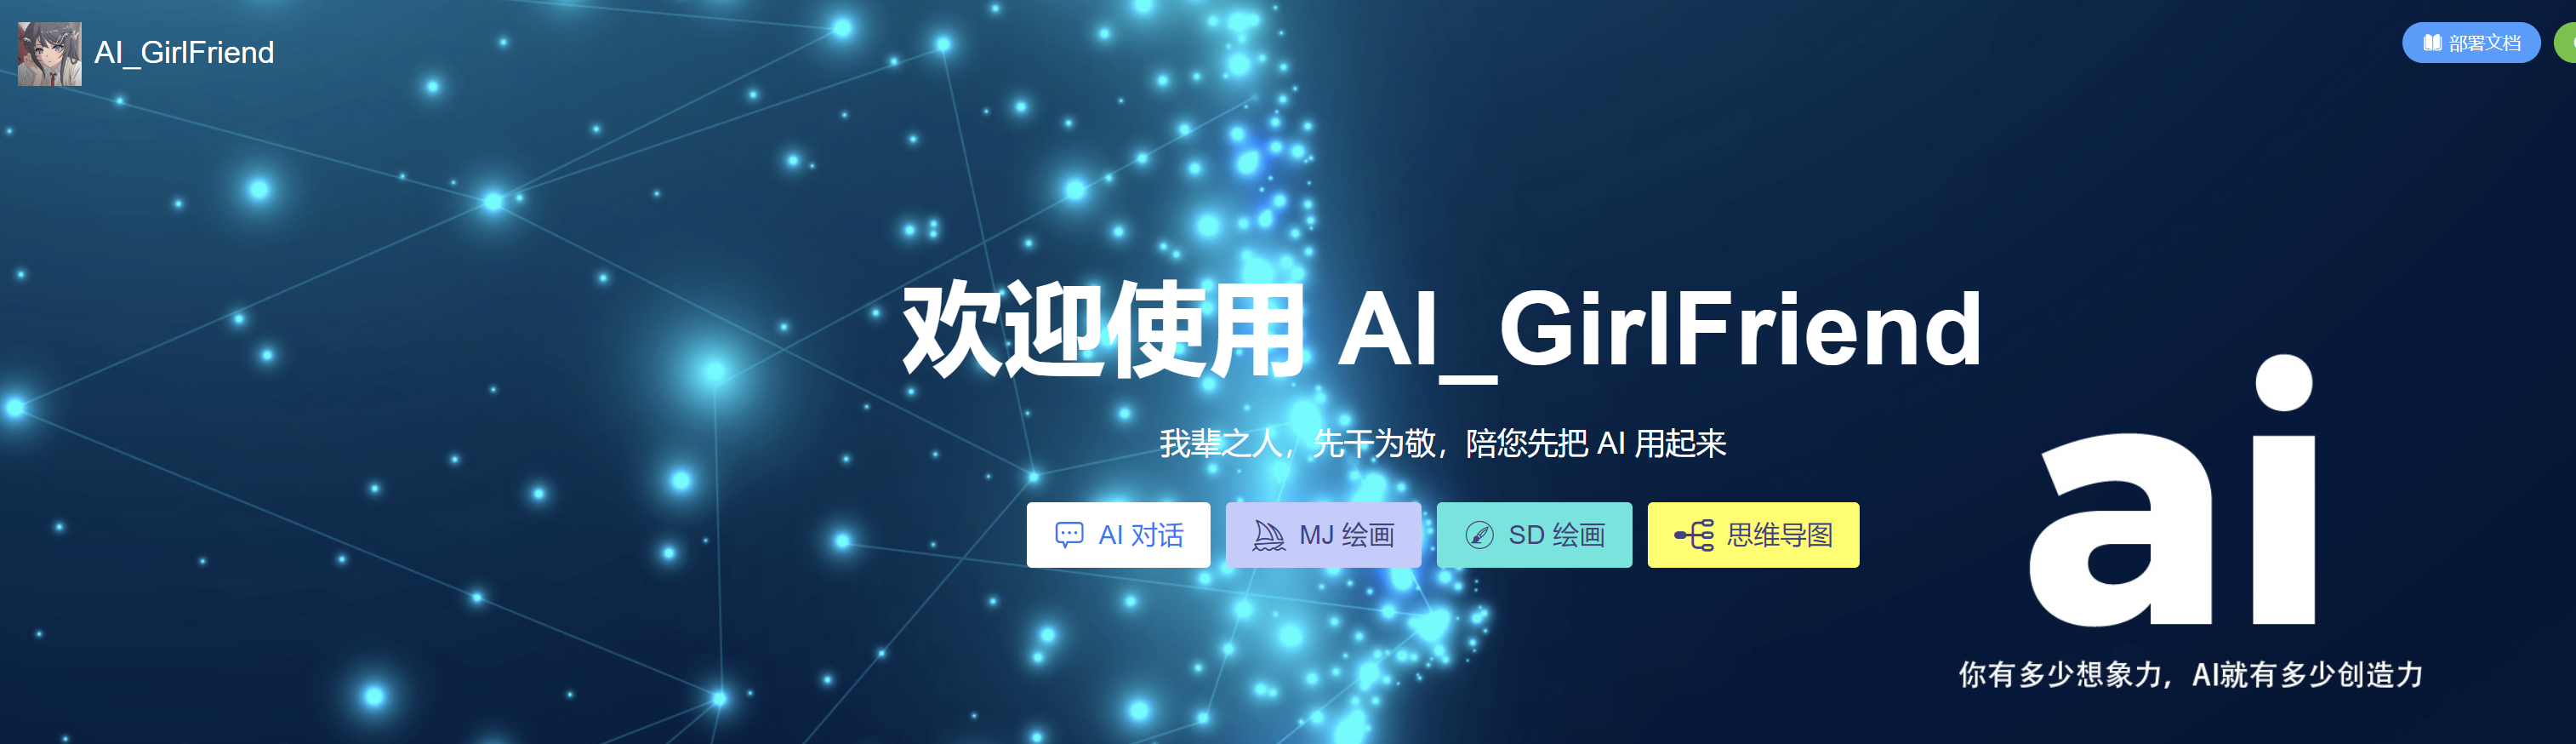 AI_GirlFriend
部署文档
欢迎使用 AI_GirlFriend
我辈之人，先干为敬，陪您先把 AI 用起来
AI 对话
MJ 绘画
SD 绘画
思维导图
ai
你有多少想象力，AI就有多少创造力